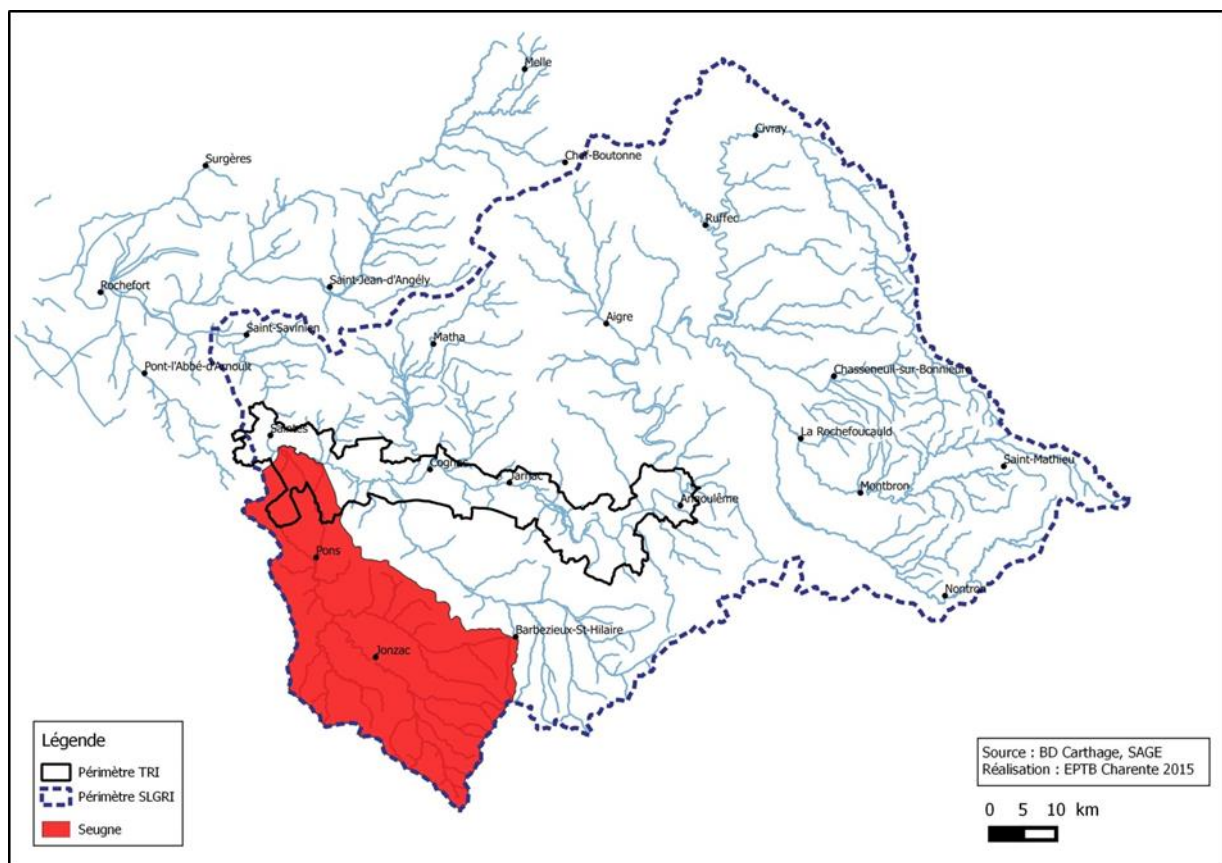 Melle
Civray
Chef-Boutonne
Surgères
Ruffec
Saint-Jean-d'Angély
Rochefort
Aigre
Saint-Savinien
Matha
Pont-l'Abbé-d'Arnoult
Chasseneuil-sur-Bonnieure
Saintes
La Rochefoucauld
Cognac
Saint-Mathieu
Jarnac
Montbron
Angoulême
Pons
Nontron
Barbezieux-St-Hilaire
Jonzac
Légende
Périmètre TRI
Périmètre SLGRI
Seugne
Source : BD Carthage, SAGE
Réalisation : EPTB Charente 2015
0 5 10 km